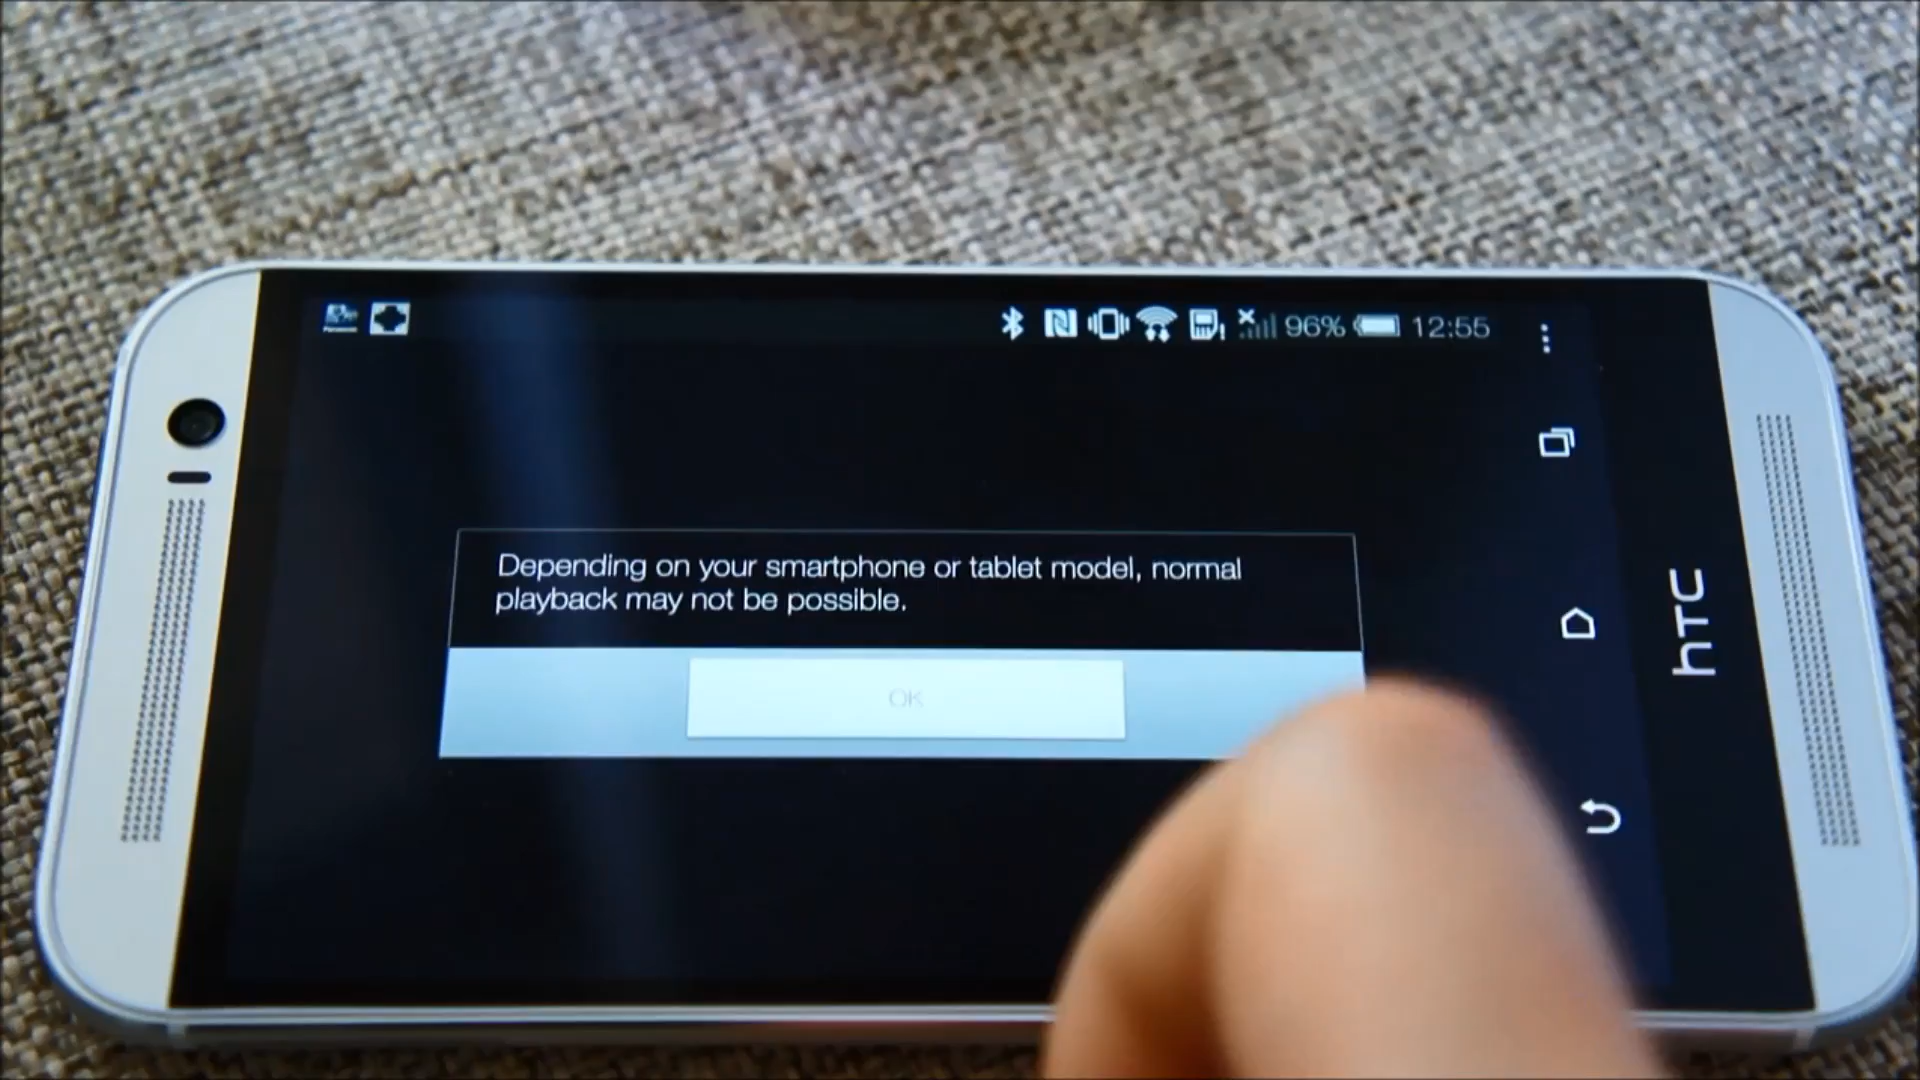 96% 12:55
Depending on your smartphone or tablet model, normal
playback may not be possible.
OK
hTC